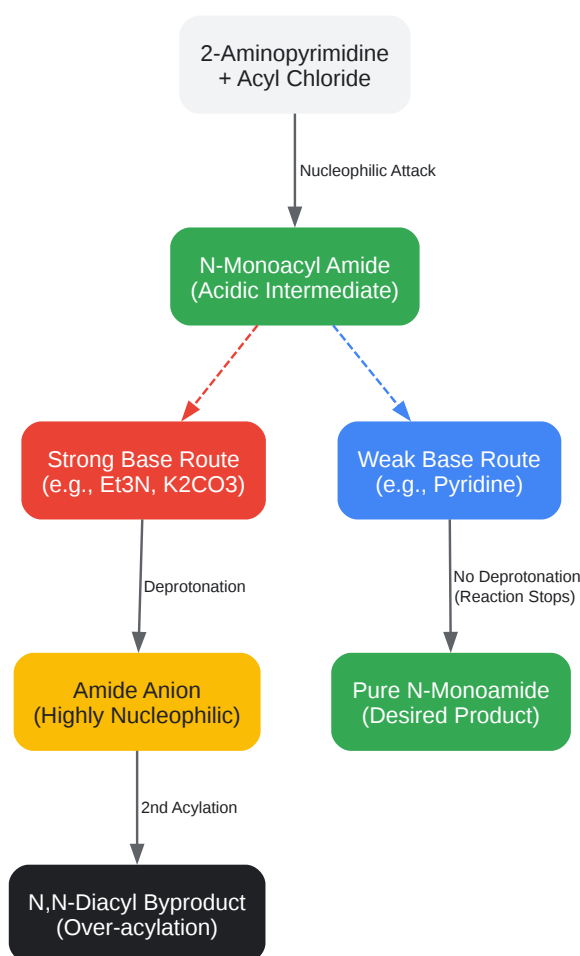 2-Aminopyrimidine
+ Acyl Chloride
Nucleophilic Attack
N-Monoacyl Amide
(Acidic Intermediate)
Strong Base Route
(e.g., Et3N, K2CO3)
Weak Base Route
(e.g., Pyridine)
Deprotonation
No Deprotonation
(Reaction Stops)
Amide Anion
(Highly Nucleophilic)
Pure N-Monoamide
(Desired Product)
2nd Acylation
N,N-Diacyl Byproduct
(Over-acylation)